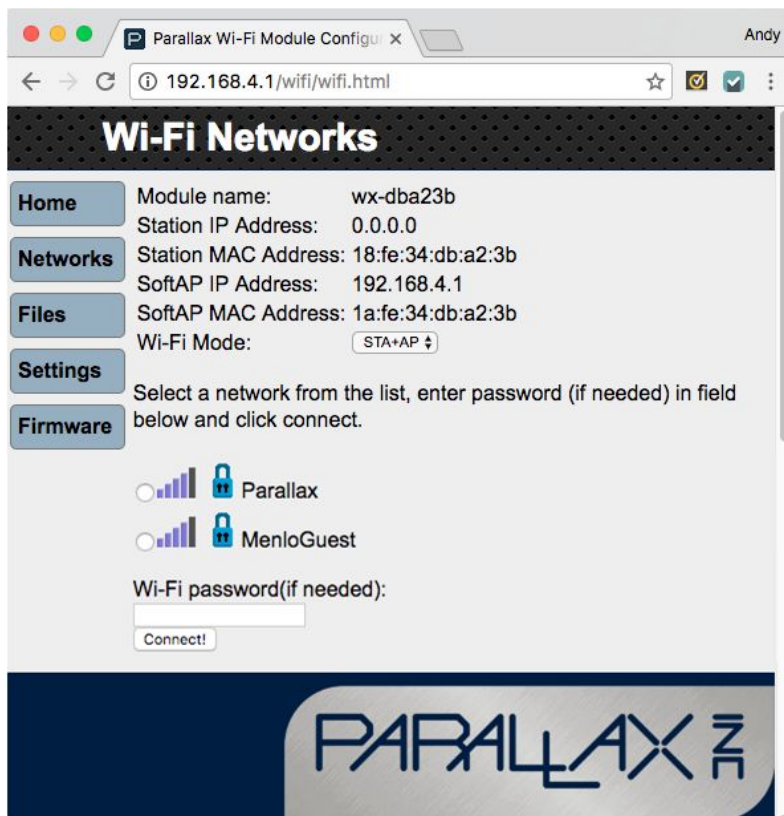 Parallax Wi-Fi Module Configu
Andy
192.168.4.1/wifi/wifi.html
Wi-Fi Networks
Home
Networks
Files
Settings
Firmware
Module name: wx-dba23b
Station IP Address: 0.0.0.0
Station MAC Address: 18:fe:34:db:a2:3b
SoftAP IP Address: 192.168.4.1
SoftAP MAC Address: 1a:fe:34:db:a2:3b
Wi-Fi Mode: STA+AP
Select a network from the list, enter password (if needed) in field
below and click connect.
Parallax
MenloGuest
Wi-Fi password(if needed):
Connect!
PARALLAX INC